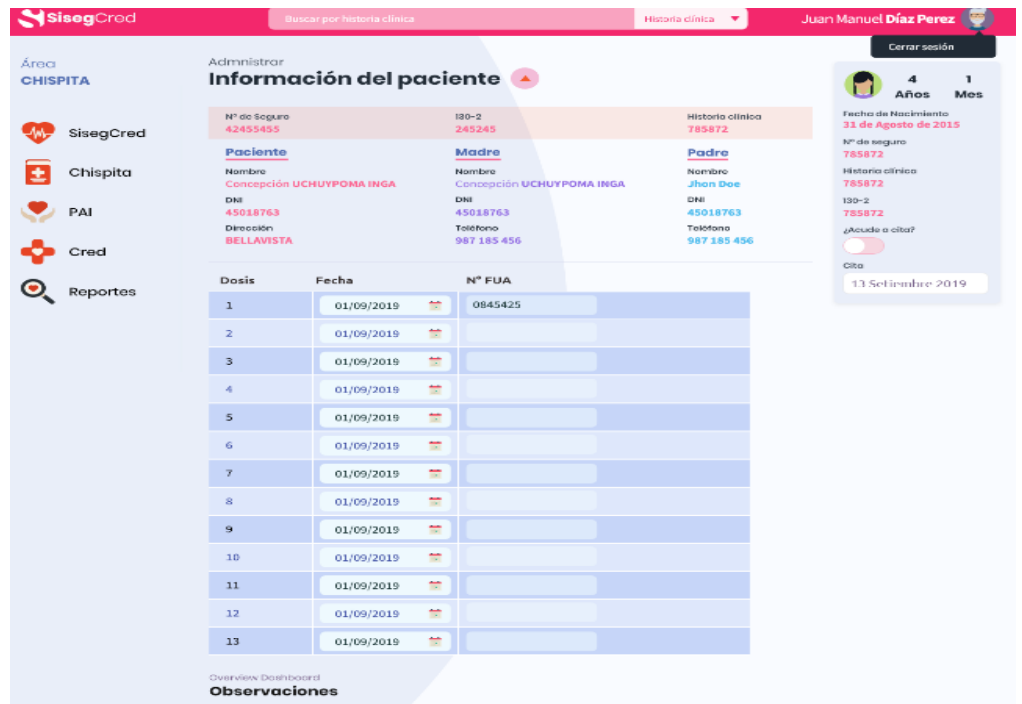 SisegCred
Buscar por historia clínica
Historia clínica
Juan Manuel Díaz Perez
Cerrar sesión
Área
CHISPITA
SisegCred
Chispita
PAI
Cred
Reportes
Admnistrar
Información del paciente
N° de Seguro
42455455
130-2
245245
Historia clínica
785872
Paciente
Madre
Padre
Nombre
Nombre
Nombre
Concepción UCHUYPOMA INGA
Concepción UCHUYPOMA INGA
Jhon Doe
DNI
DNI
DNI
45018763
45018763
45018763
Dirección
Teléfono
Teléfono
BELLAVISTA
987 185 456
987 185 456
Dosis Fecha N° FUA
1 01/09/2019 0845425
2 01/09/2019
3 01/09/2019
4 01/09/2019
5 01/09/2019
6 01/09/2019
7 01/09/2019
8 01/09/2019
9 01/09/2019
10 01/09/2019
11 01/09/2019
12 01/09/2019
13 01/09/2019
Overview Dashboard
Observaciones
4 1
Años Mes
Fecha de Nacimiento
31 de Agosto de 2015
N° de seguro
785872
Historia clínica
785872
130-2
785872
¿Acude a cita?
Cita
13 Setiembre 2019